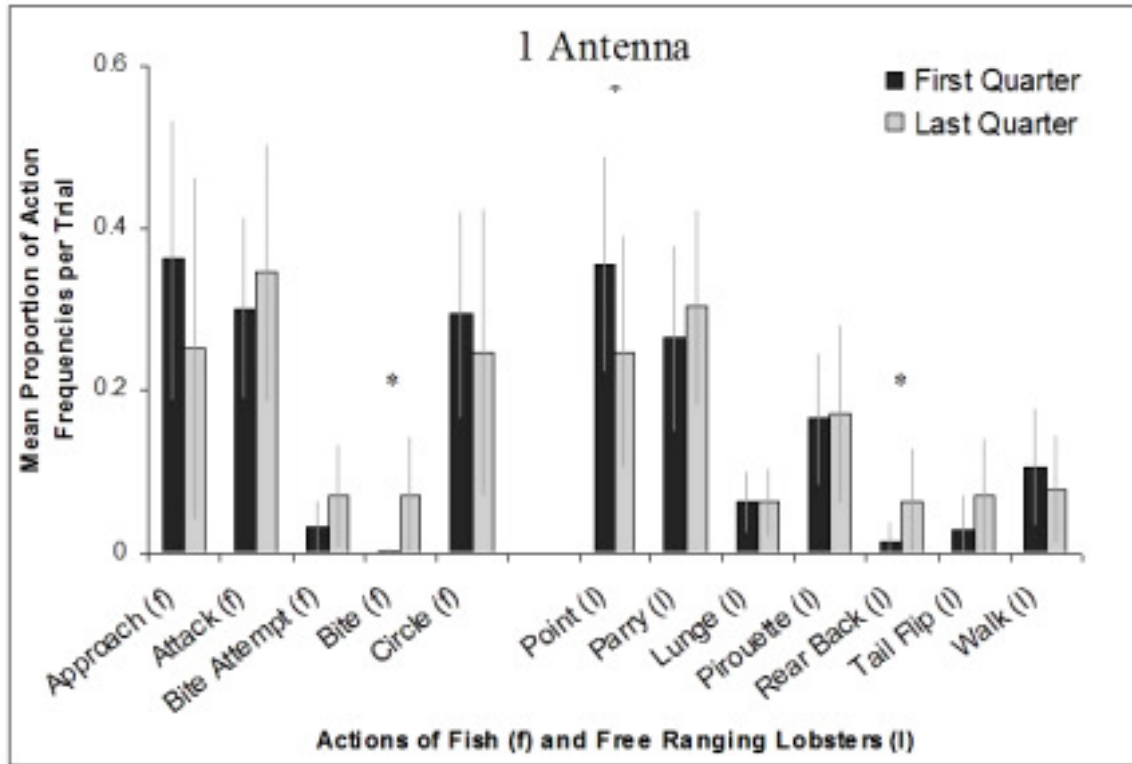 1 Antenna
First Quarter
Last Quarter
Mean Proportion of Action
Frequencies per Trial
0.6
0.4
0.2
0
*
*
*
Approach (f)
Attack (f)
Bite Attempt (f)
Bite (f)
Circle (f)
Point (l)
Parry (l)
Lunge (l)
Pirouette (l)
Rear Back (l)
Tail Flip (l)
Walk (l)
Actions of Fish (f) and Free Ranging Lobsters (l)